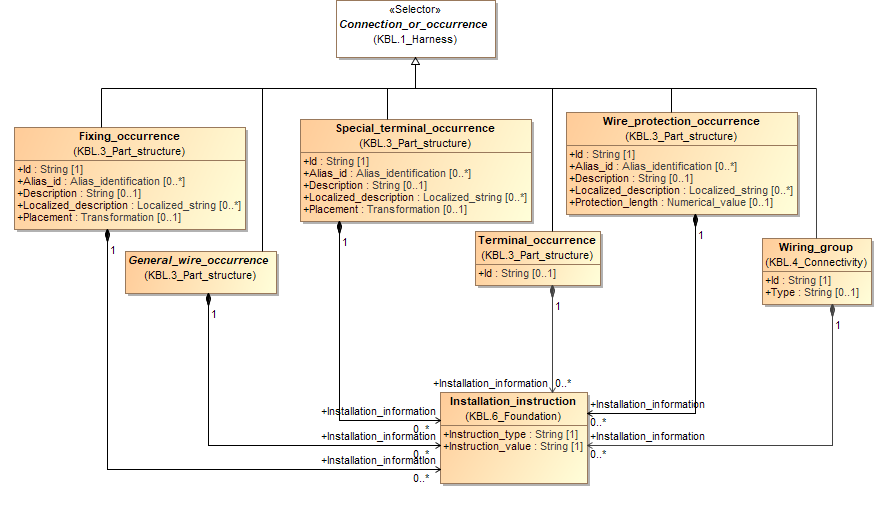 «Selector»
Connection_or_occurrence
(KBL.1_Harness)
Fixing_occurrence
(KBL.3_Part_structure)
+Id : String [1]
+Alias_id : Alias_identification [0..*]
+Description : String [0..1]
+Localized_description : Localized_string [0..*]
+Placement : Transformation [0..1]
1
Special_terminal_occurrence
(KBL.3_Part_structure)
+Id : String [1]
+Alias_id : Alias_identification [0..*]
+Description : String [0..1]
+Localized_description : Localized_string [0..*]
+Placement : Transformation [0..1]
1
Wire_protection_occurrence
(KBL.3_Part_structure)
+Id : String [1]
+Alias_id : Alias_identification [0..*]
+Description : String [0..1]
+Localized_description : Localized_string [0..*]
+Protection_length : Numerical_value [0..1]
1
General_wire_occurrence
(KBL.3_Part_structure)
1
Terminal_occurrence
(KBL.3_Part_structure)
+Id : String [0..1]
1
Wiring_group
(KBL.4_Connectivity)
+Id : String [1]
+Type : String [0..1]
1
+Installation_information 0..*
Installation_instruction
(KBL.6_Foundation)
+Instruction_type : String [1]
+Instruction_value : String [1]
+Installation_information
0..*
+Installation_information
0..*
+Installation_information
0..*
+Installation_information
0..*
+Installation_information
0..*